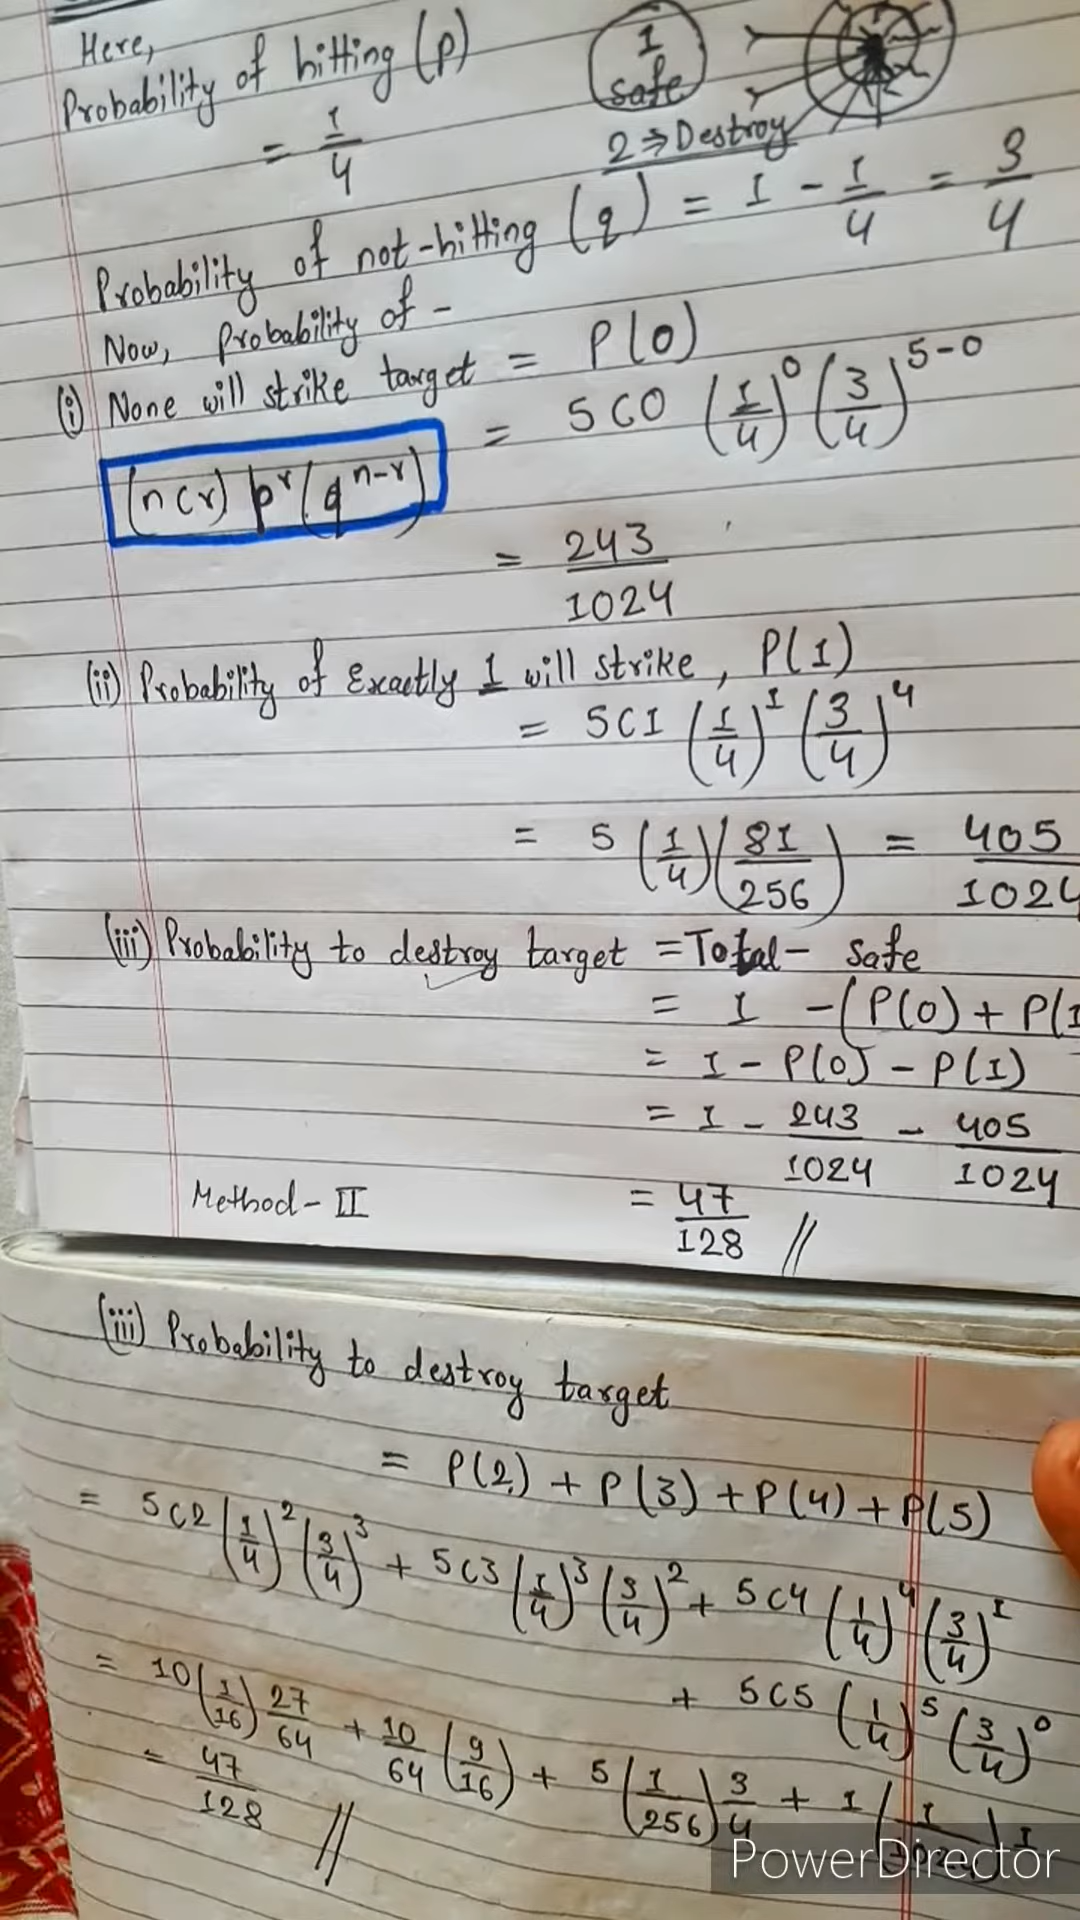 Here,
Probability of hitting (p)
= 1/4
1
safe
2 ⇒ Destroy
Probability of not-hitting (q) = 1 - 1/4 = 3/4
Now, Probability of -
(i) None will strike target = P(0)
= 5C0 (1/4)^0 (3/4)^5-0
(nCr) p^r (q^n-r)
= 243/1024
(ii) Probability of Exactly 1 will strike, P(1)
= 5C1 (1/4)^1 (3/4)^4
= 5 (1/4) (81/256) = 405/1024
(iii) Probability to destroy target = Total - safe
= 1 - (P(0) + P(1
= 1 - P(0) - P(1)
= 1 - 243/1024 - 405/1024
Method - II
= 47/128 //
(iii) Probability to destroy target
= P(2) + P(3) + P(4) + P(5)
= 5C2 (1/4)^2 (3/4)^3 + 5C3 (1/4)^3 (3/4)^2 + 5C4 (1/4)^4 (3/4)^1
+ 5C5 (1/4)^5 (3/4)^0
= 10 (1/16) 27/64 + 10/64 (9/16) + 5 (1/256) 3/4 + 1 (1/1024) 1
= 47/128 //
PowerDirector